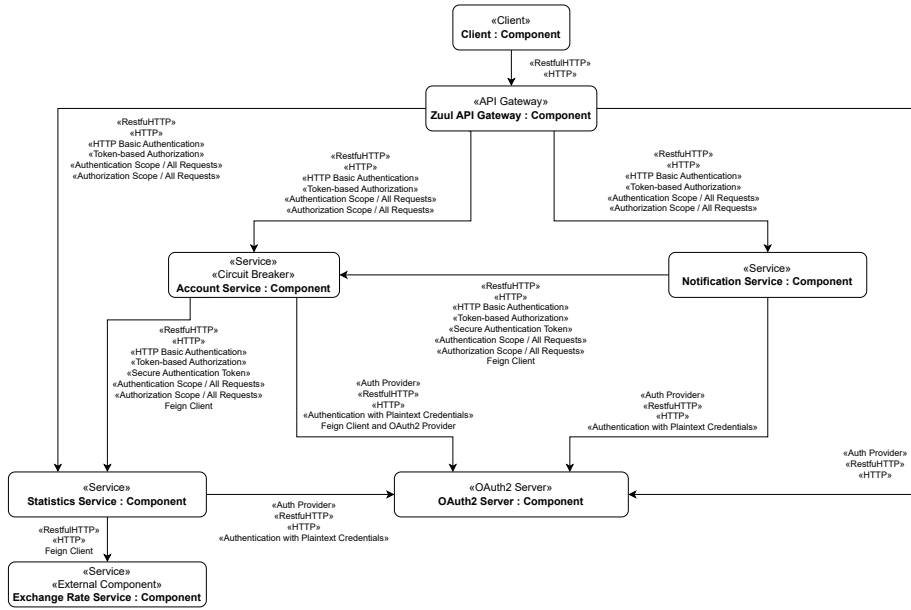 «Client»
Client : Component
«RestfulHTTP»
«HTTP»
«API Gateway»
Zuul API Gateway : Component
«RestfuHTTP»
«HTTP»
«HTTP Basic Authentication»
«Token-based Authorization»
«Authentication Scope / All Requests»
«Authorization Scope / All Requests»
«RestfuHTTP»
«HTTP»
«HTTP Basic Authentication»
«Token-based Authorization»
«Authentication Scope / All Requests»
«Authorization Scope / All Requests»
«RestfuHTTP»
«HTTP»
«HTTP Basic Authentication»
«Token-based Authorization»
«Authentication Scope / All Requests»
«Authorization Scope / All Requests»
«Service»
«Circuit Breaker»
Account Service : Component
«Service»
Notification Service : Component
«RestfuHTTP»
«HTTP»
«HTTP Basic Authentication»
«Token-based Authorization»
«Secure Authentication Token»
«Authentication Scope / All Requests»
«Authorization Scope / All Requests»
Feign Client
«RestfuHTTP»
«HTTP»
«HTTP Basic Authentication»
«Token-based Authorization»
«Secure Authentication Token»
«Authentication Scope / All Requests»
«Authorization Scope / All Requests»
Feign Client
«Auth Provider»
«RestfulHTTP»
«HTTP»
«Authentication with Plaintext Credentials»
Feign Client and OAuth2 Provider
«Auth Provider»
«RestfuHTTP»
«HTTP»
«Authentication with Plaintext Credentials»
«Auth Provider»
«RestfuHTTP»
«HTTP»
«Service»
Statistics Service : Component
«OAuth2 Server»
OAuth2 Server : Component
«Auth Provider»
«RestfuHTTP»
«HTTP»
«Authentication with Plaintext Credentials»
«RestfulHTTP»
«HTTP»
Feign Client
«Service»
«External Component»
Exchange Rate Service : Component